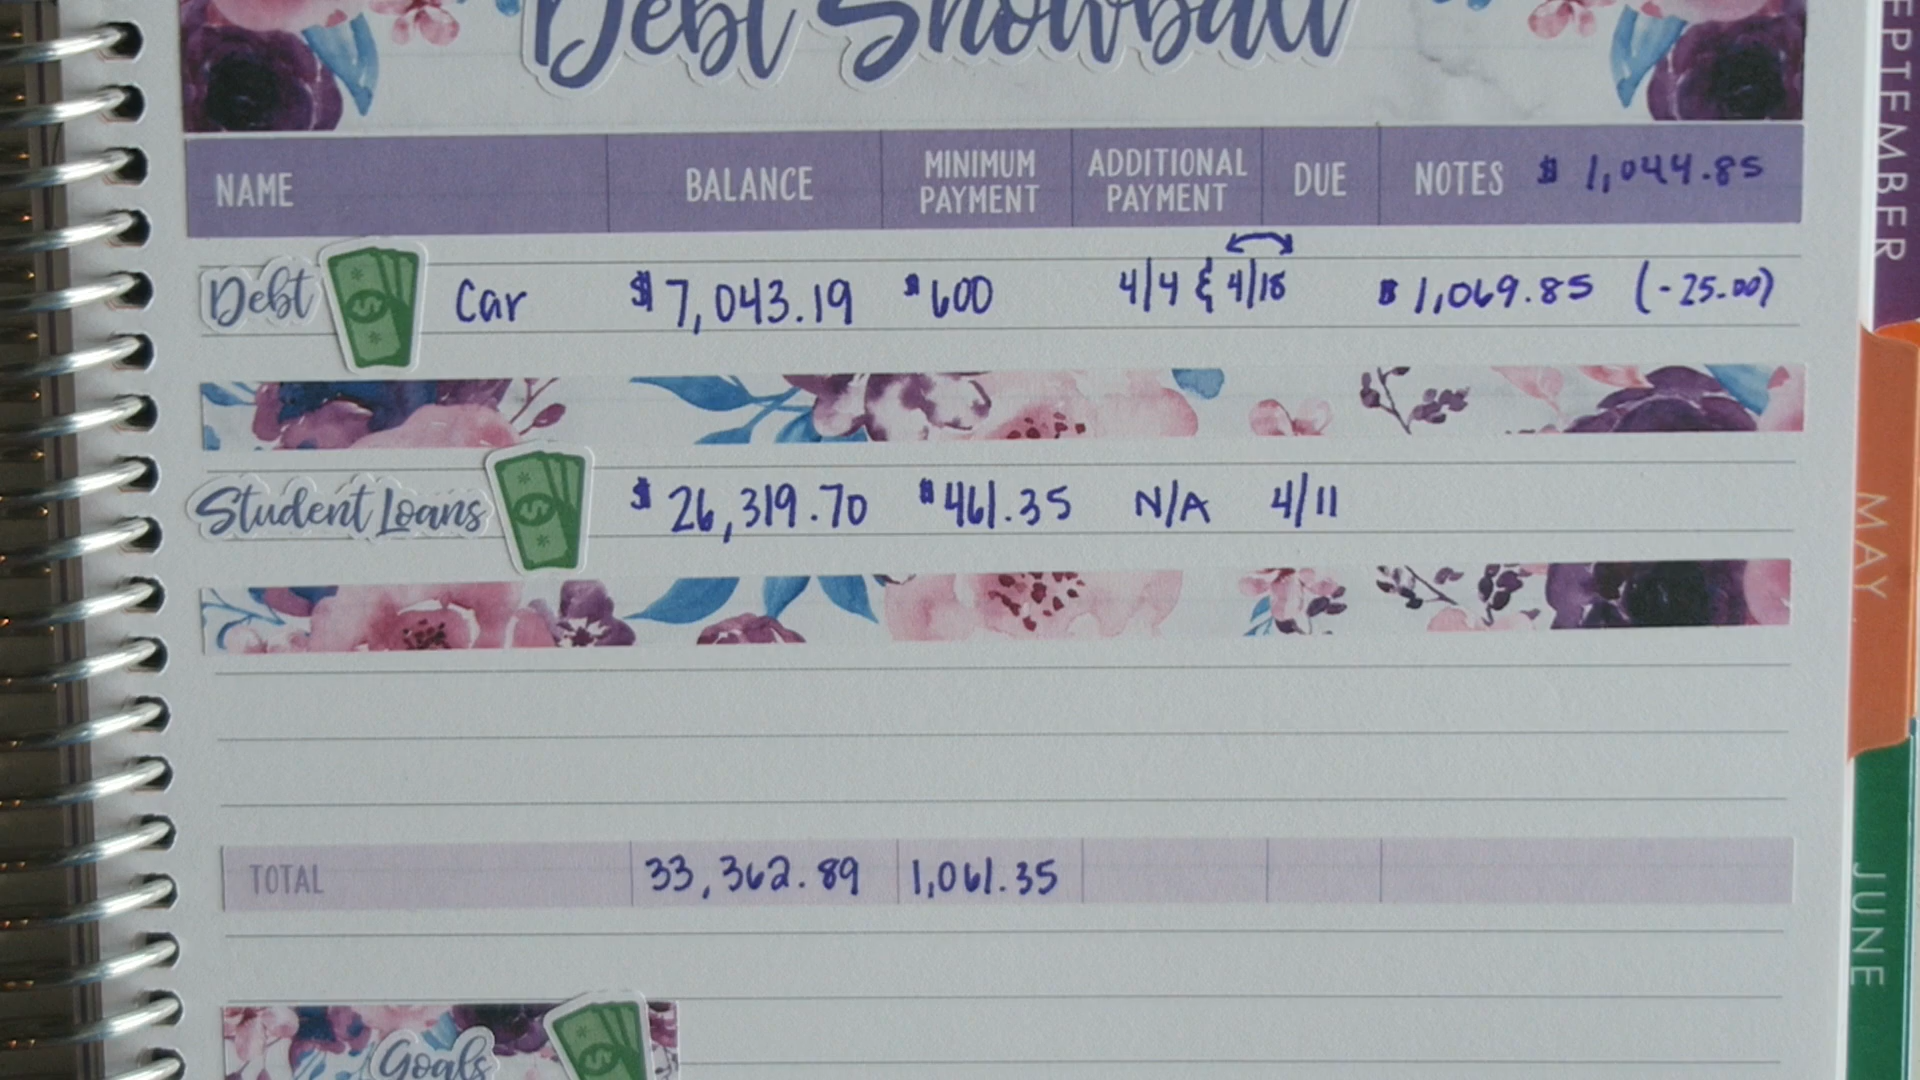 Debt Snowball
NAME BALANCE MINIMUM PAYMENT ADDITIONAL PAYMENT DUE NOTES $ 1,044.85
Debt Car $7,043.19 $600 4/4 & 4/18 $1,069.85 (-25.00)
Student Loans $26,319.70 $461.35 N/A 4/11
TOTAL 33,362.89 1,061.35
Goals
EPTEMBER
MAY
JUNE